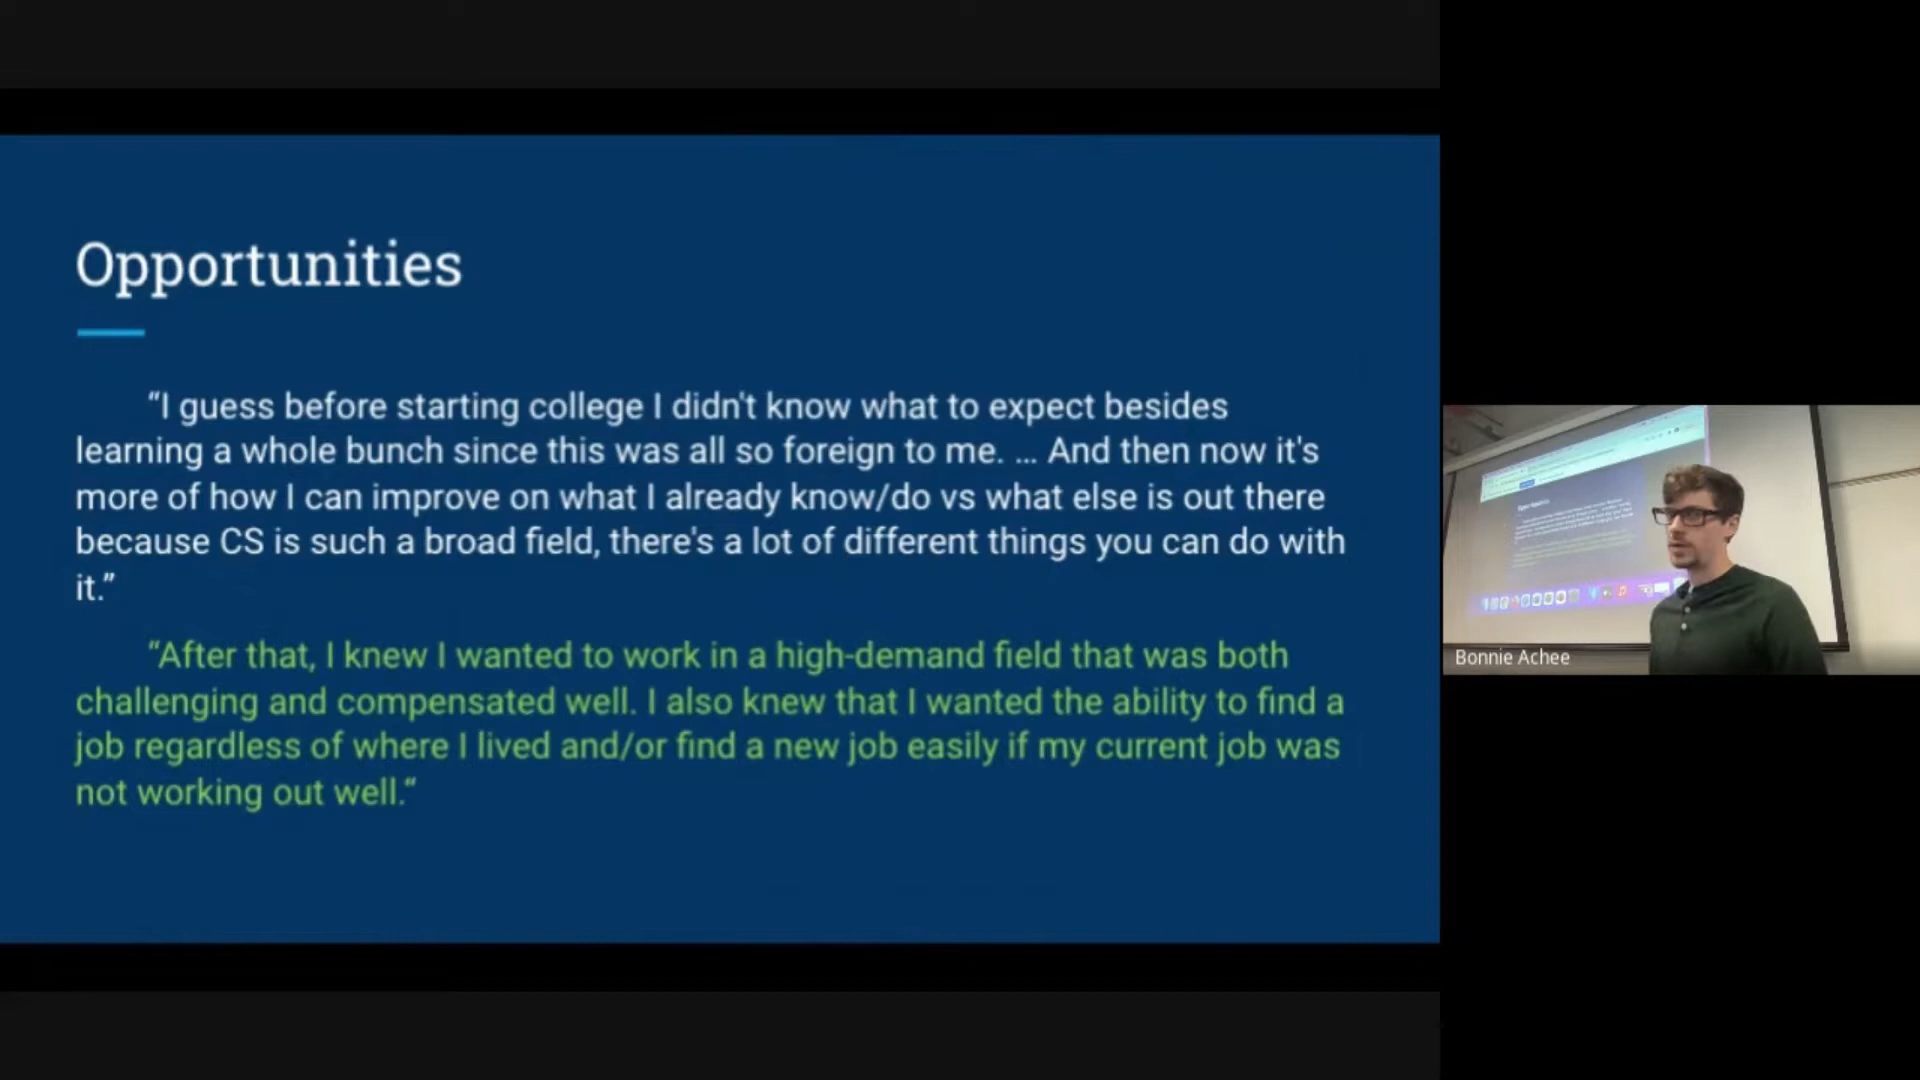 Opportunities
“I guess before starting college I didn't know what to expect besides
learning a whole bunch since this was all so foreign to me. ... And then now it's
more of how I can improve on what I already know/do vs what else is out there
because CS is such a broad field, there's a lot of different things you can do with
it.”
“After that, I knew I wanted to work in a high-demand field that was both
challenging and compensated well. I also knew that I wanted the ability to find a
job regardless of where I lived and/or find a new job easily if my current job was
not working out well.“
Bonnie Achee